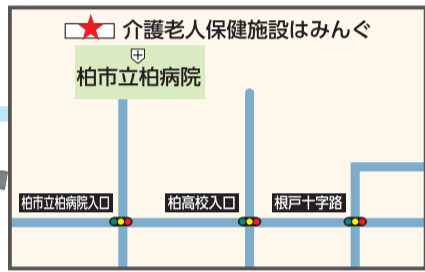 介護老人保健施設はみんぐ
柏市立柏病院
柏市立柏病院入口
柏高校入口
根戸十字路